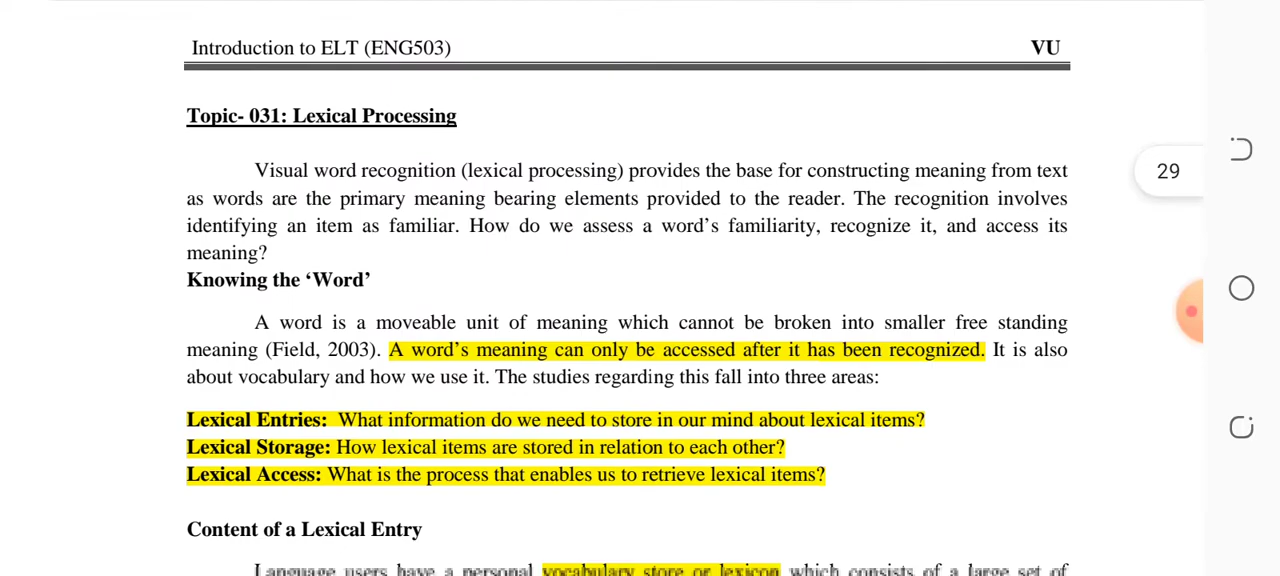 Introduction to ELT (ENG503) VU
Topic- 031: Lexical Processing
29
Visual word recognition (lexical processing) provides the base for constructing meaning from text
as words are the primary meaning bearing elements provided to the reader. The recognition involves
identifying an item as familiar. How do we assess a word’s familiarity, recognize it, and access its
meaning?
Knowing the ‘Word’
A word is a moveable unit of meaning which cannot be broken into smaller free standing
meaning (Field, 2003). A word’s meaning can only be accessed after it has been recognized. It is also
about vocabulary and how we use it. The studies regarding this fall into three areas:
Lexical Entries: What information do we need to store in our mind about lexical items?
Lexical Storage: How lexical items are stored in relation to each other?
Lexical Access: What is the process that enables us to retrieve lexical items?
Content of a Lexical Entry
Language users have a personal vocabulary store or lexicon which consists of a large set of